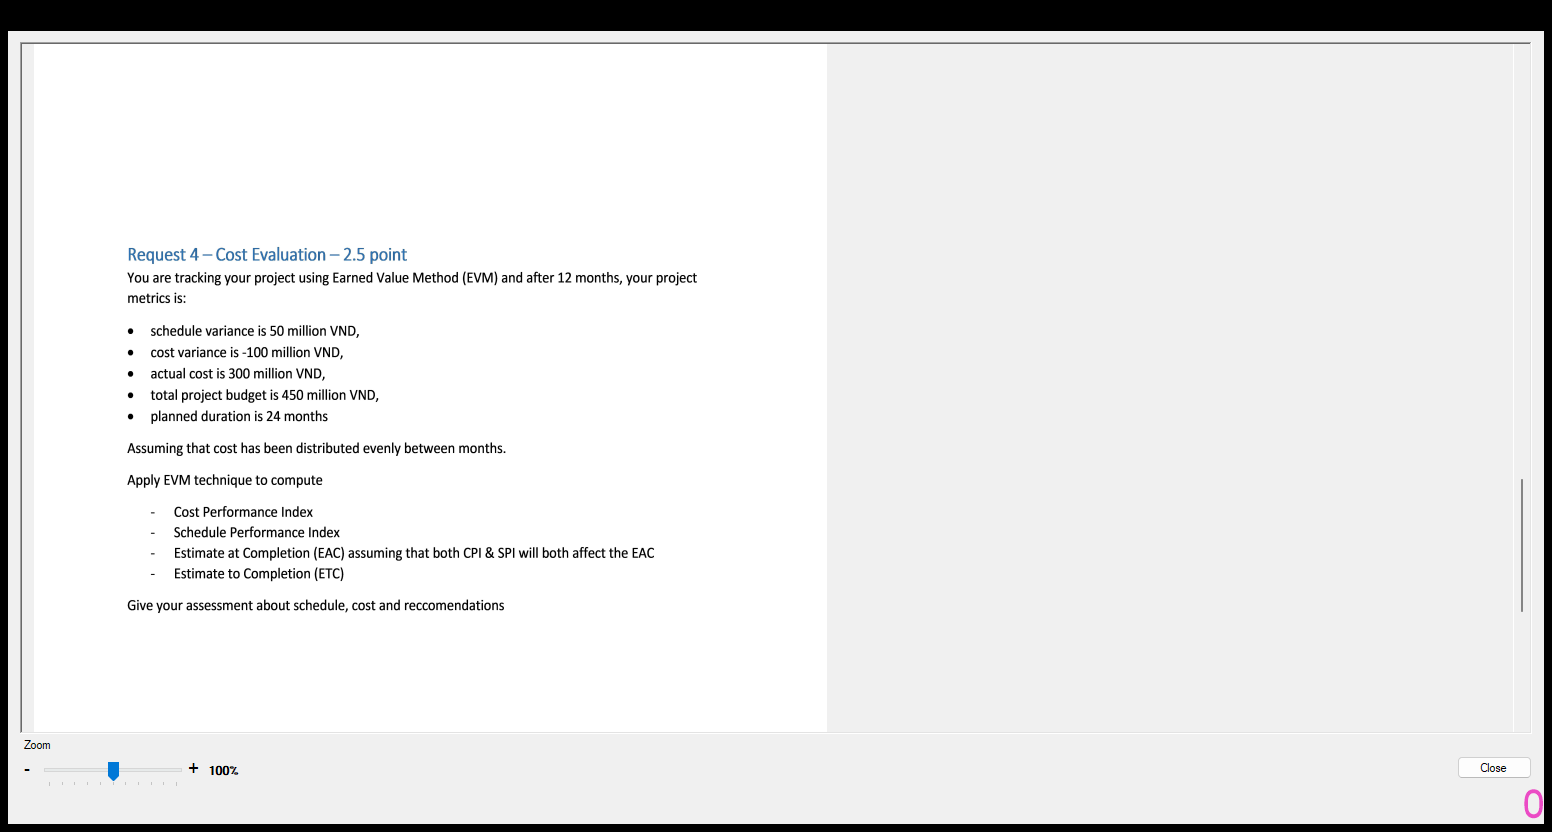 Request 4 – Cost Evaluation – 2.5 point
You are tracking your project using Earned Value Method (EVM) and after 12 months, your project
metrics is:
• schedule variance is 50 million VND,
• cost variance is -100 million VND,
• actual cost is 300 million VND,
• total project budget is 450 million VND,
• planned duration is 24 months
Assuming that cost has been distributed evenly between months.
Apply EVM technique to compute
- Cost Performance Index
- Schedule Performance Index
- Estimate at Completion (EAC) assuming that both CPI & SPI will both affect the EAC
- Estimate to Completion (ETC)
Give your assessment about schedule, cost and reccomendations
Zoom
- + 100%
Close
0